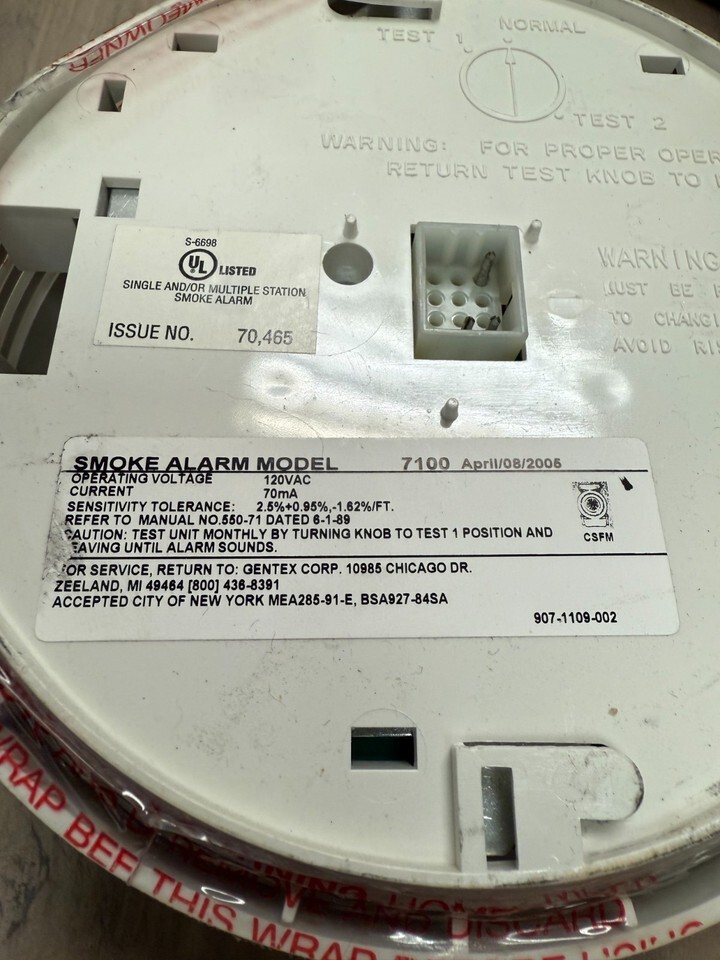 NORMAL
TEST 1
TEST 2
WARNING: FOR PROPER OPER
RETURN TEST KNOB TO
S-6698
UL LISTED
SINGLE AND/OR MULTIPLE STATION
SMOKE ALARM
ISSUE NO. 70,465
WARNING
MUST BE
TO CHANGI
AVOID RIS
SMOKE ALARM MODEL 7100 April/08/2005
OPERATING VOLTAGE 120VAC
CURRENT 70mA
SENSITIVITY TOLERANCE: 2.5%+0.95%,-1.62%/FT.
REFER TO MANUAL NO.550-71 DATED 6-1-89
CAUTION: TEST UNIT MONTHLY BY TURNING KNOB TO TEST 1 POSITION AND
EAVING UNTIL ALARM SOUNDS.
CSFM
FOR SERVICE, RETURN TO: GENTEX CORP. 10985 CHICAGO DR.
ZEELAND, MI 49464 [800] 436-8391
ACCEPTED CITY OF NEW YORK MEA285-91-E, BSA927-84SA
907-1109-002
WRAP BEF
THIS WRAP
AND DISCARD